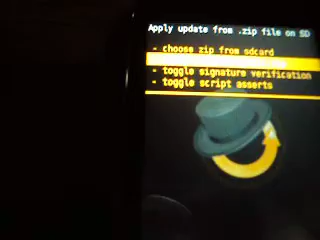 Apply update from .zip file on SD
- choose zip from sdcard
- toggle signature verification
- toggle script asserts